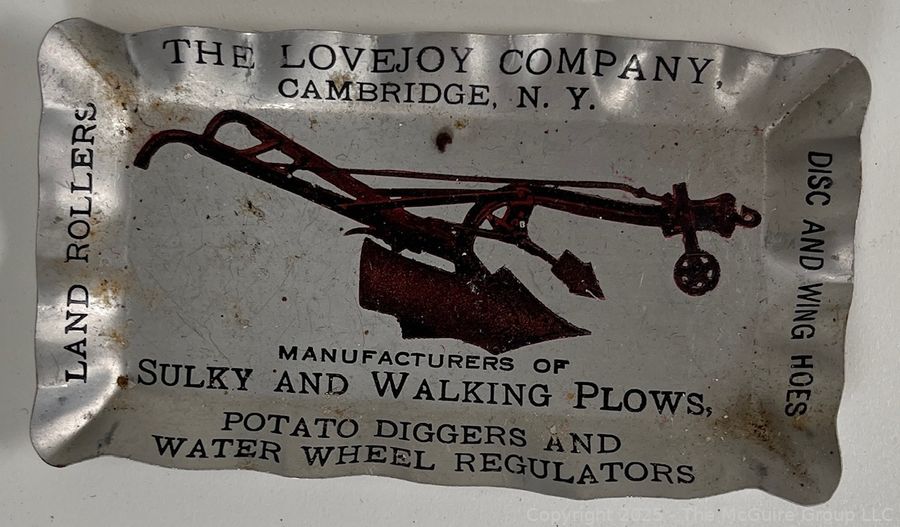 THE LOVEJOY COMPANY,
CAMBRIDGE, N. Y.
LAND ROLLERS
DISC AND WING HOES
MANUFACTURERS OF
SULKY AND WALKING PLOWS,
POTATO DIGGERS AND
WATER WHEEL REGULATORS
Copyright 2025 - The McGuire Group LLC